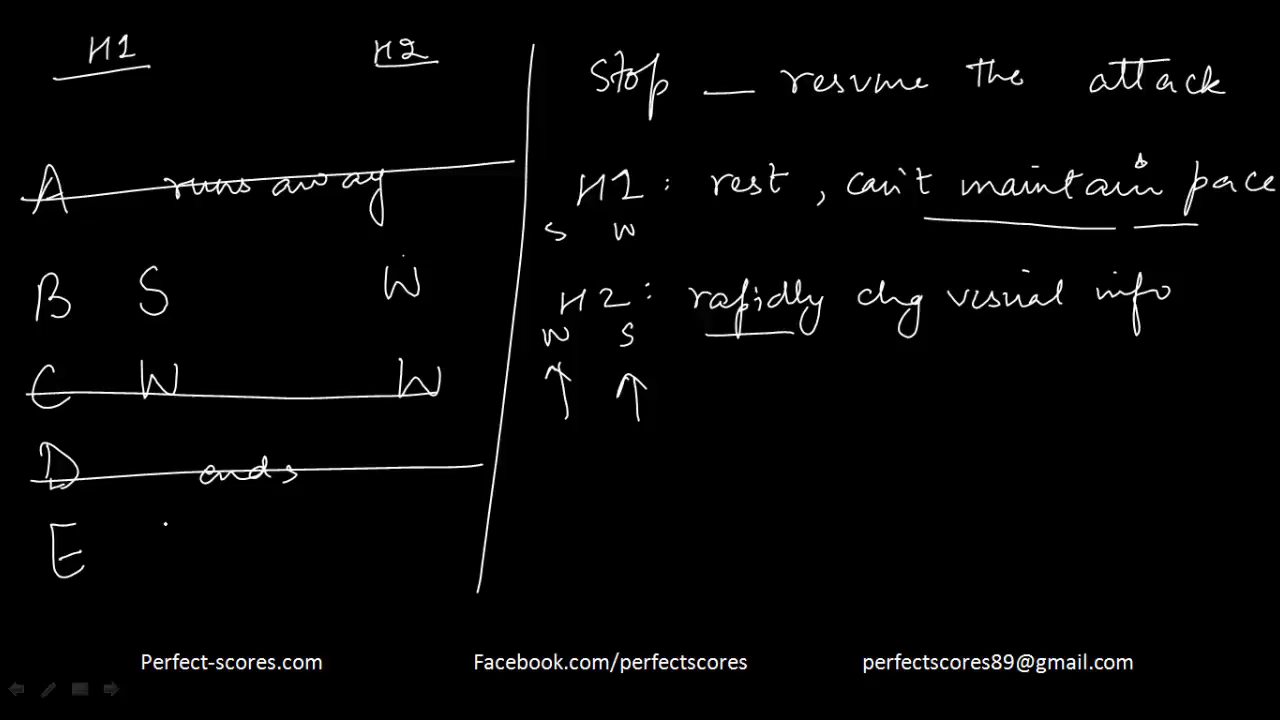 H1 H2
A runs away
B S W
C W W
D ends
E
Stop — resume the attack
H1: rest, can't maintain pace
S W
H2: rapidly chg visual info
W S
Perfect-scores.com Facebook.com/perfectscores perfectscores89@gmail.com